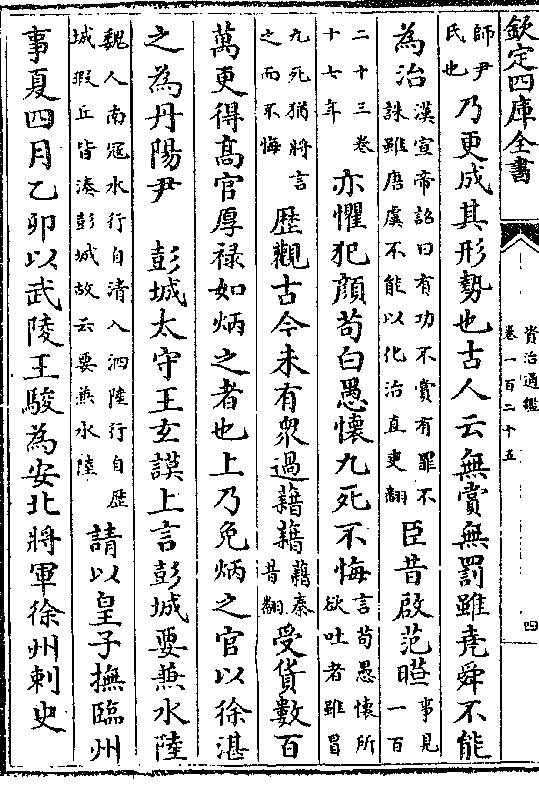 欽定四庫全書
資治通鑑
卷一百二十五
四
師尹
氏也
乃更成其形勢也古人云無賞無罰雖堯舜不能
為治
漢宣帝詔曰有功不賞有罪不
誅雖唐虞不能以化治直吏翻
臣昔啟范曄
事見
一百
二十三卷
十七年
亦懼犯顔苟白愚懷九死不悔
言苟愚懷所
欲吐者雖冒
九死猶將言
之而不悔
歴觀古今未有衆過藉藉
藉秦
昔翻
受貨數百
萬更得髙官厚禄如炳之者也上乃免炳之官以徐湛
之為丹陽尹　彭城太守王玄謨上言彭城要兼水陸
魏人南冦水行自清入泗陸行自歴
城瑕丘皆湊彭城故云要兼水陸
請以皇子撫臨州
事夏四月乙卯以武陵王駿為安北將軍徐州刺史